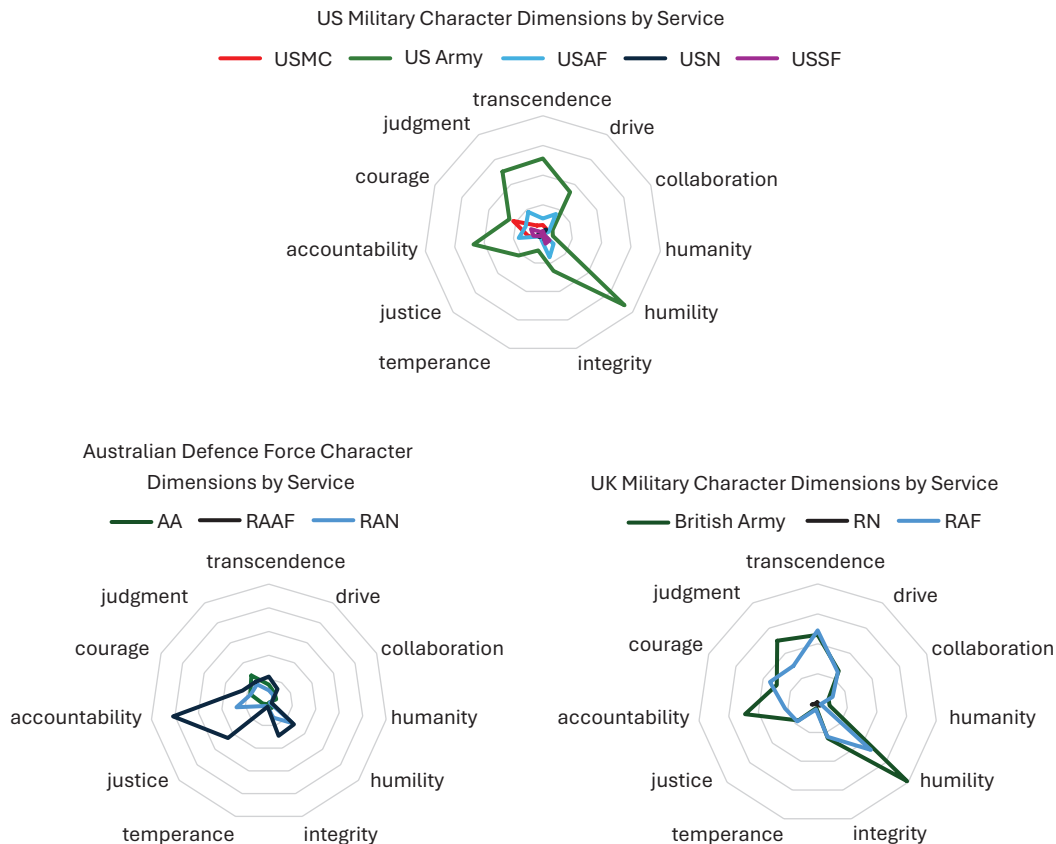 US Military Character Dimensions by Service
USMC US Army USAF USN USSF
transcendence
judgment
drive
courage
collaboration
accountability
humanity
justice
humility
temperance
integrity
Australian Defence Force Character
Dimensions by Service
AA RAAF RAN
transcendence
judgment
drive
courage
collaboration
accountability
humanity
justice
humility
temperance
integrity
UK Military Character Dimensions by Service
British Army RN RAF
transcendence
judgment
drive
courage
collaboration
accountability
humanity
justice
humility
temperance
integrity